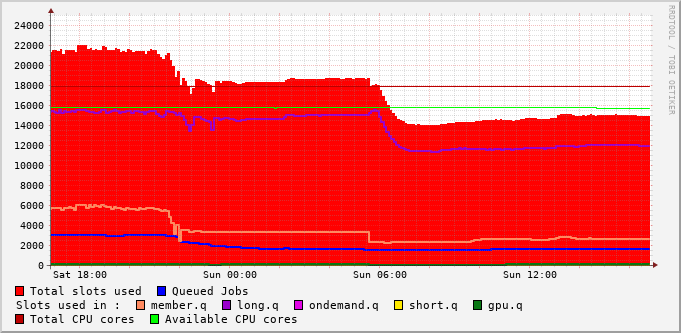 RRDTOOL / TOBI OETIKER
24000
22000
20000
18000
16000
14000
12000
10000
8000
6000
4000
2000
0
Sat 18:00 Sun 00:00 Sun 06:00 Sun 12:00
Total slots used Queued Jobs
Slots used in : member.q long.q ondemand.q short.q gpu.q
Total CPU cores Available CPU cores